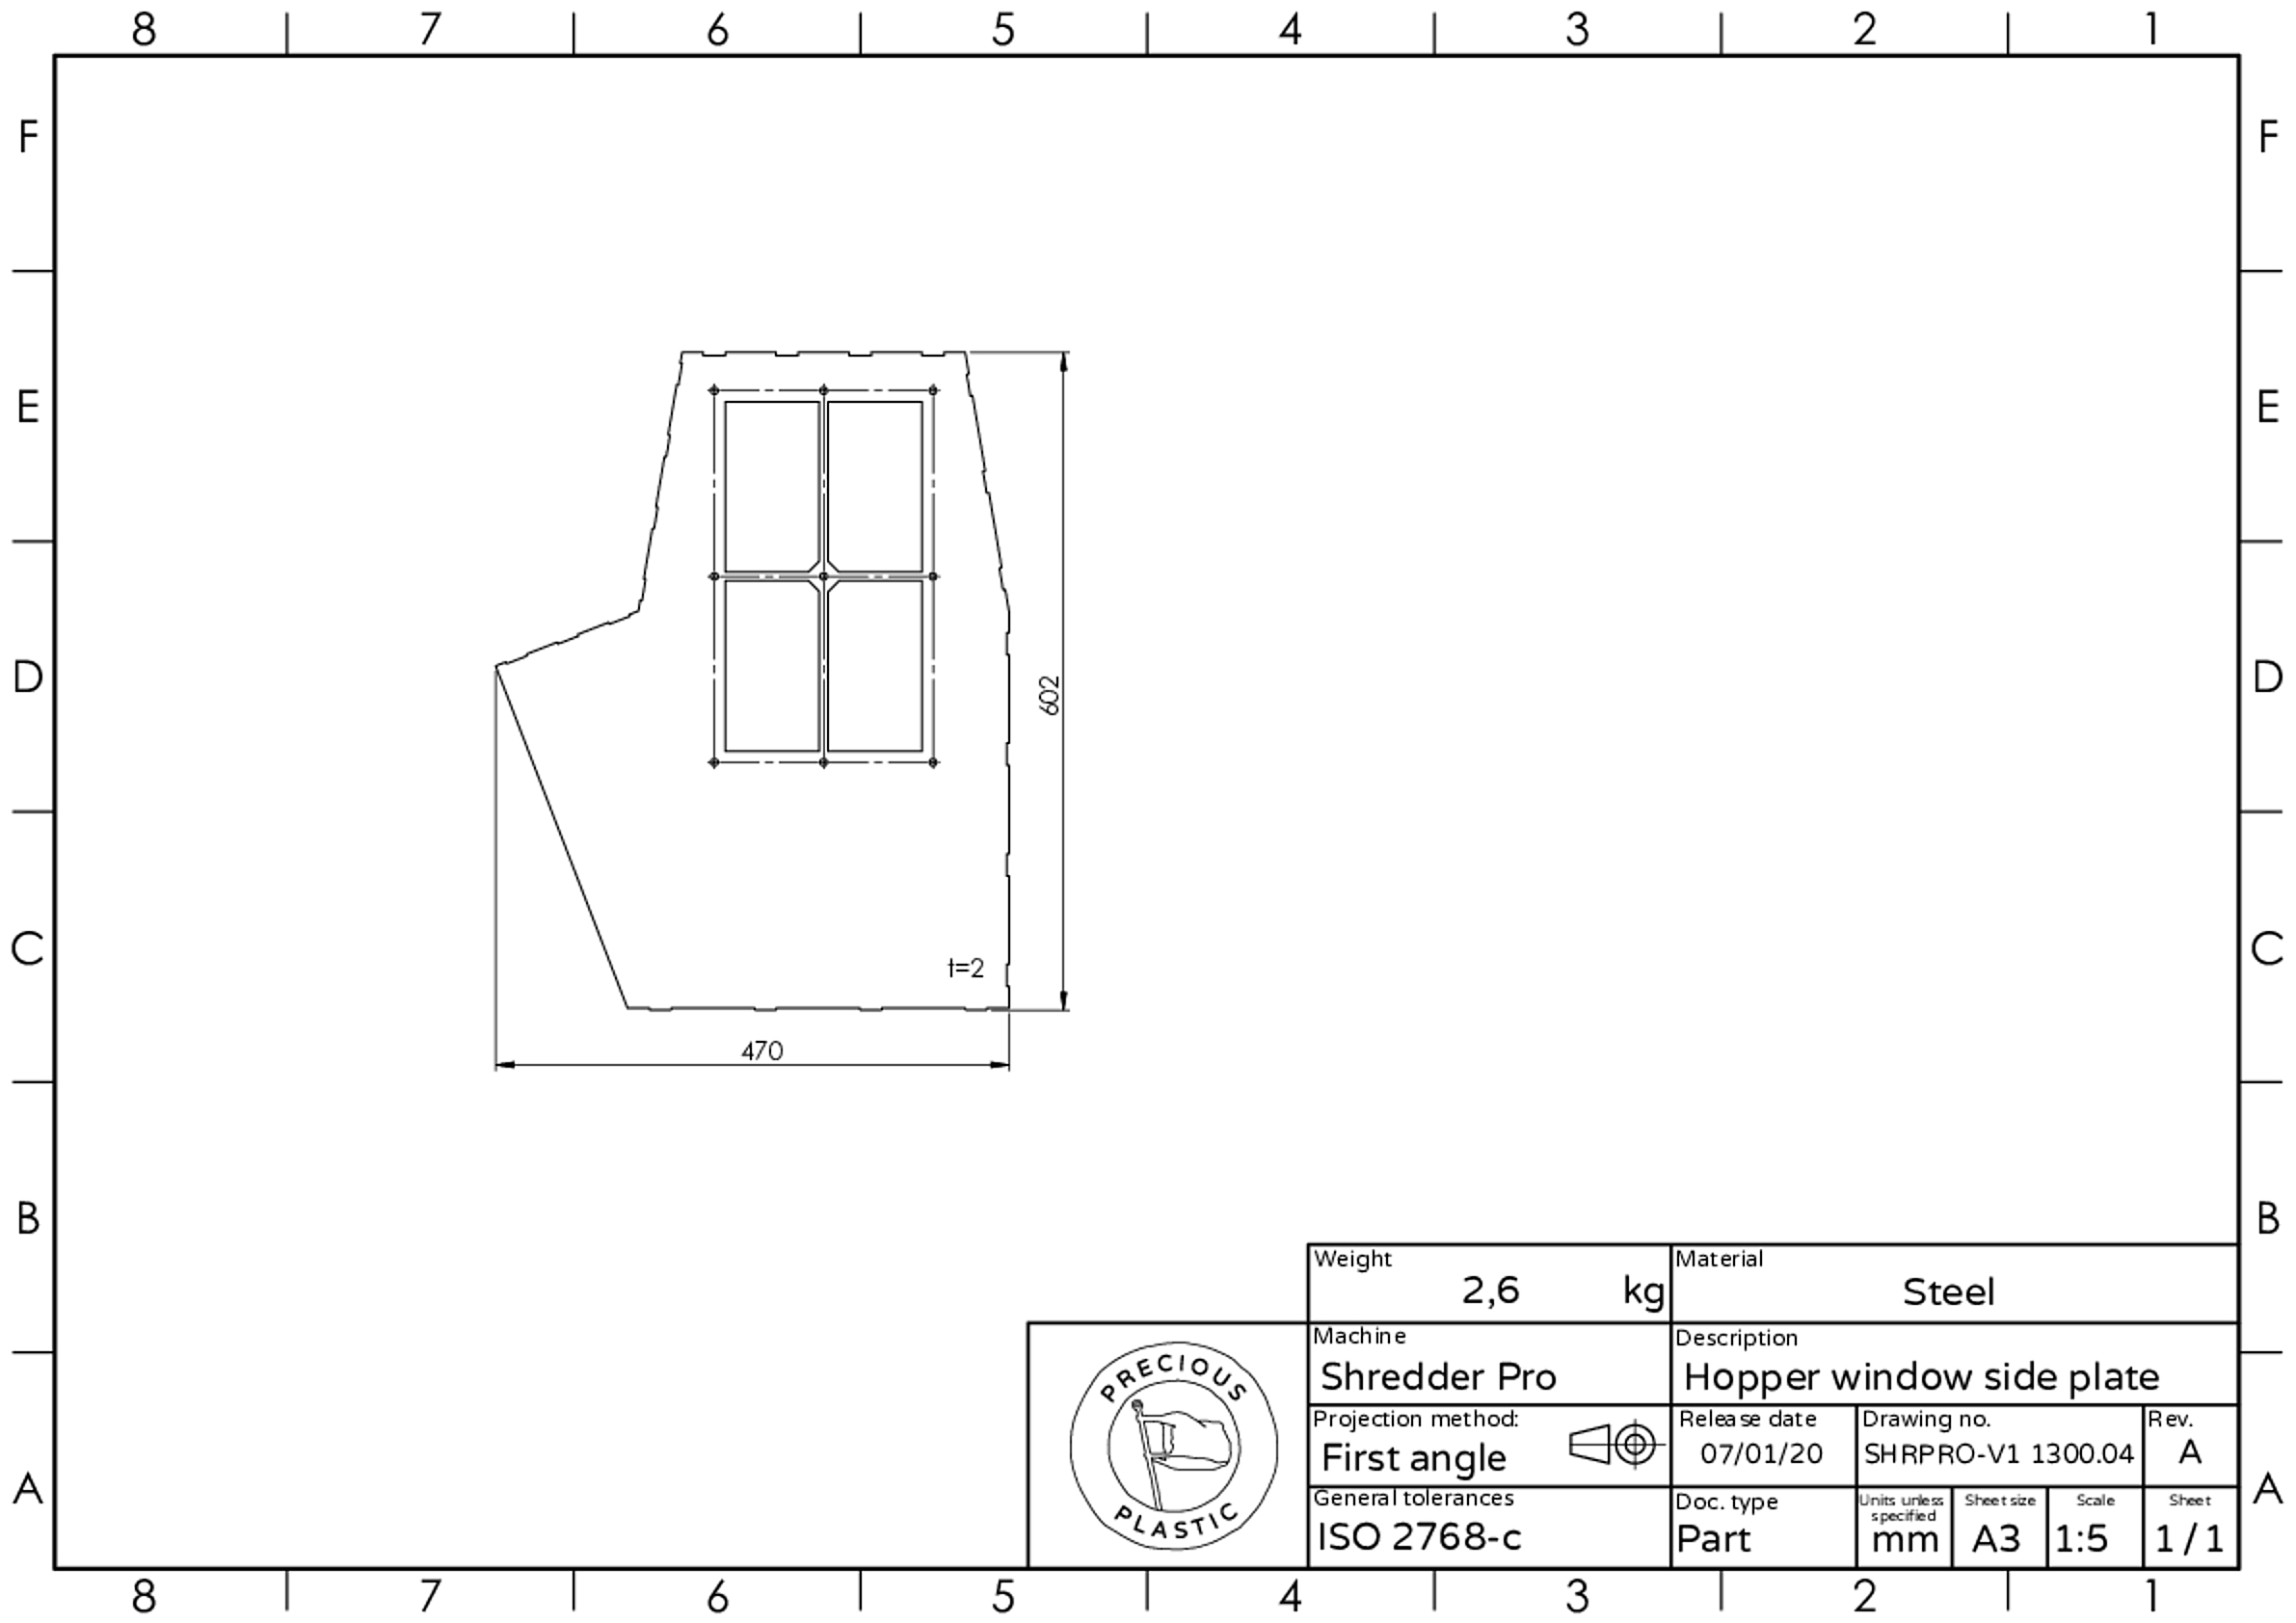 8 7 6 5 4 3 2 1
F F
E E
D D
C C
B B
A A
602
t=2
470
Weight
2,6 kg
Material
Steel
PRECIOUS
PLASTIC
Machine
Shredder Pro
Description
Hopper window side plate
Projection method:
First angle
Release date
07/01/20
Drawing no.
SHRPRO-V1 1300.04
Rev.
A
General tolerances
ISO 2768-c
Doc. type
Part
Units unless
specified
mm
Sheet size
A3
Scale
1:5
Sheet
1 / 1
8 7 6 5 4 3 2 1